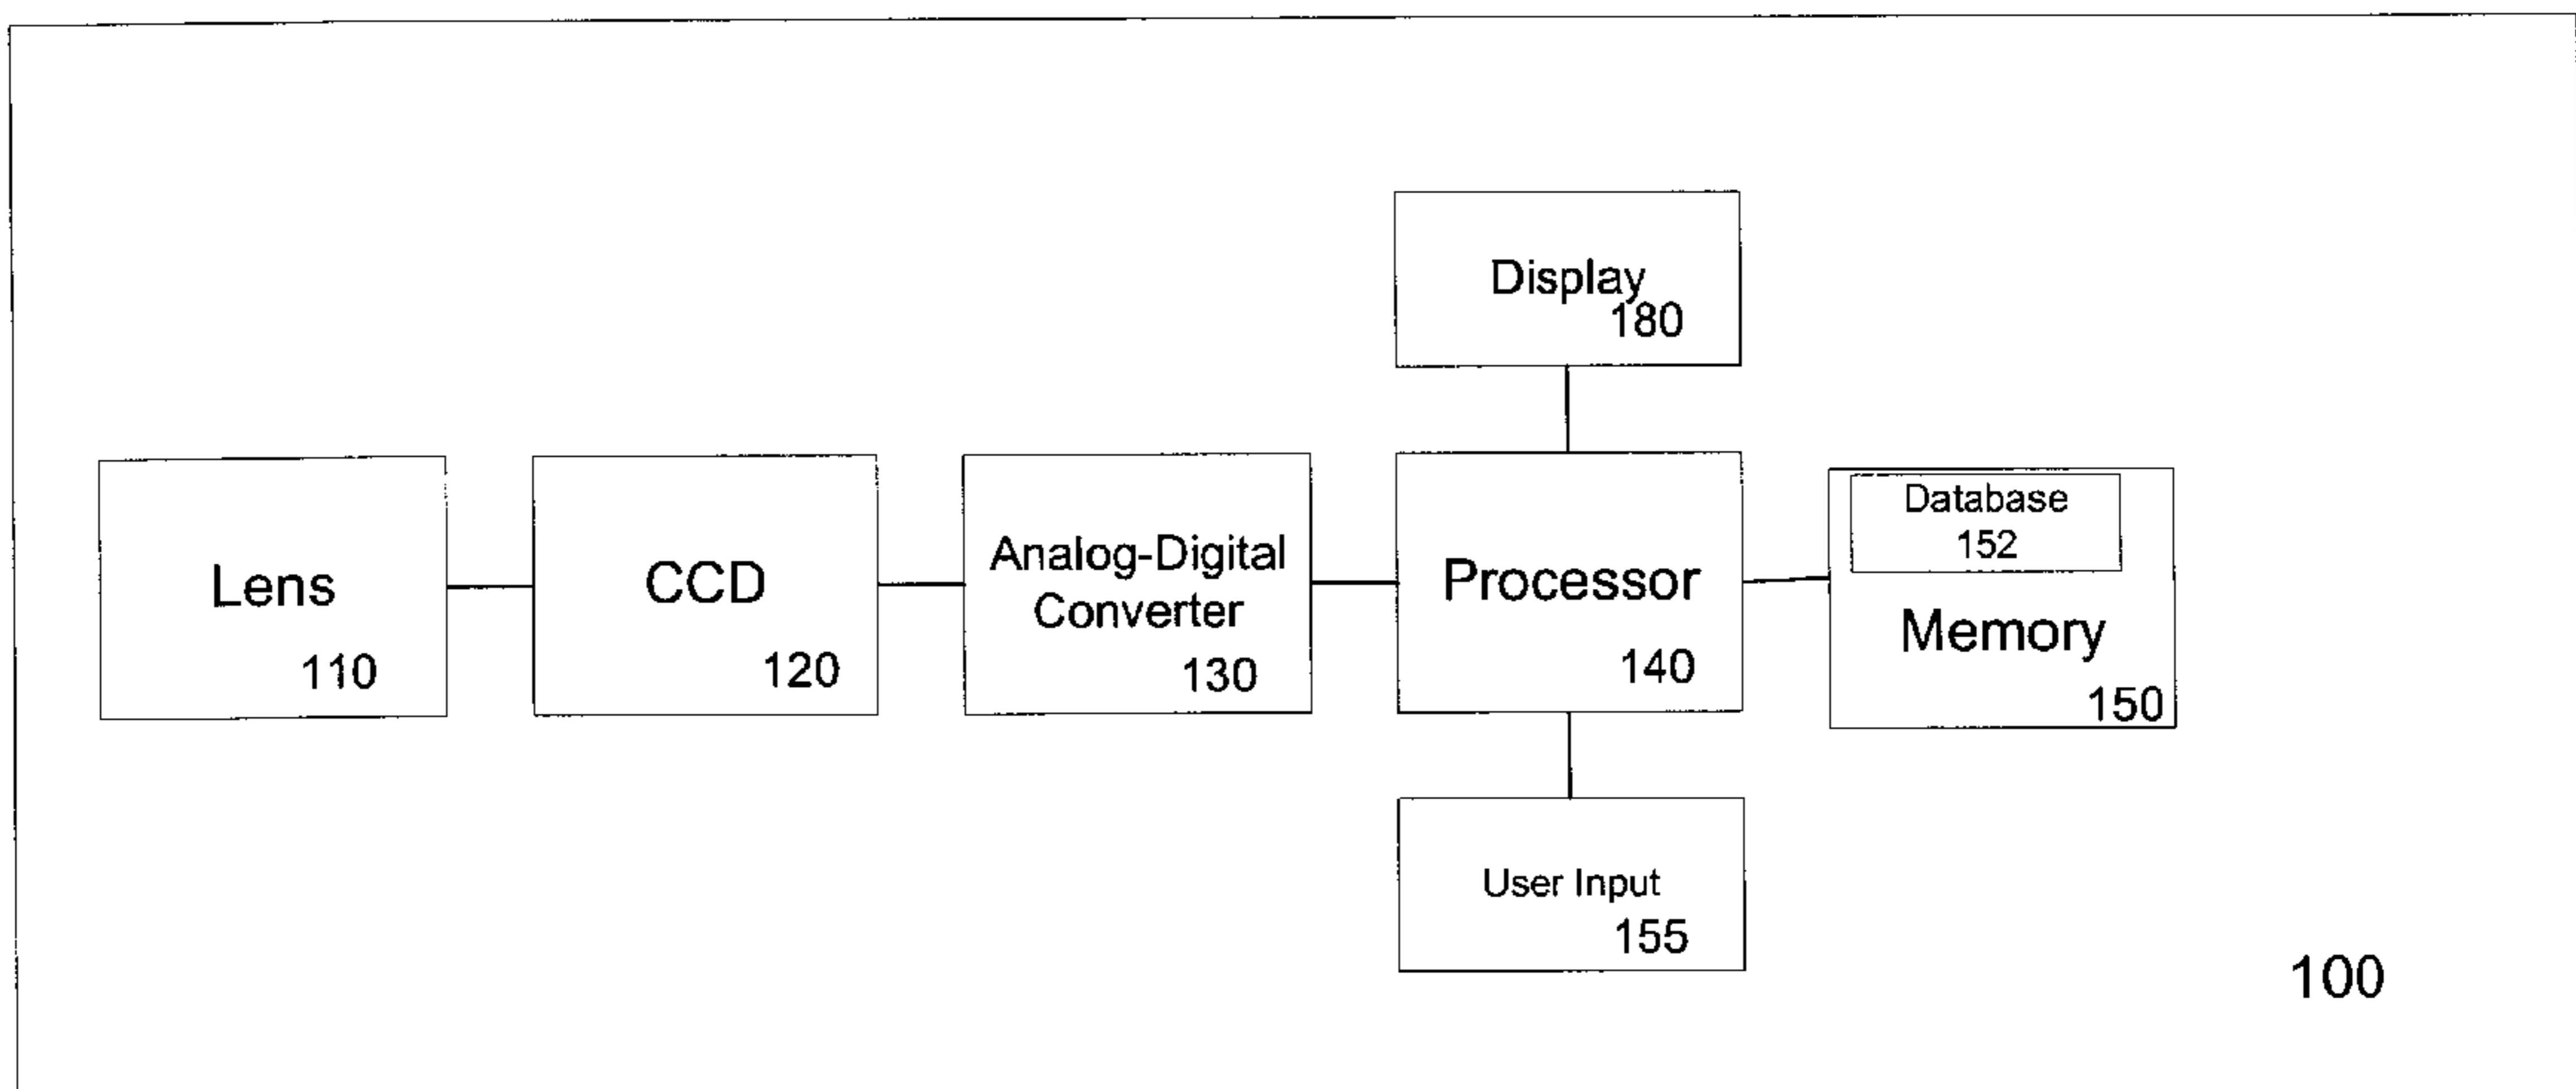 Display
180
Lens
110
CCD
120
Analog-Digital
Converter
130
Processor
140
Database
152
Memory
150
User Input
155
100